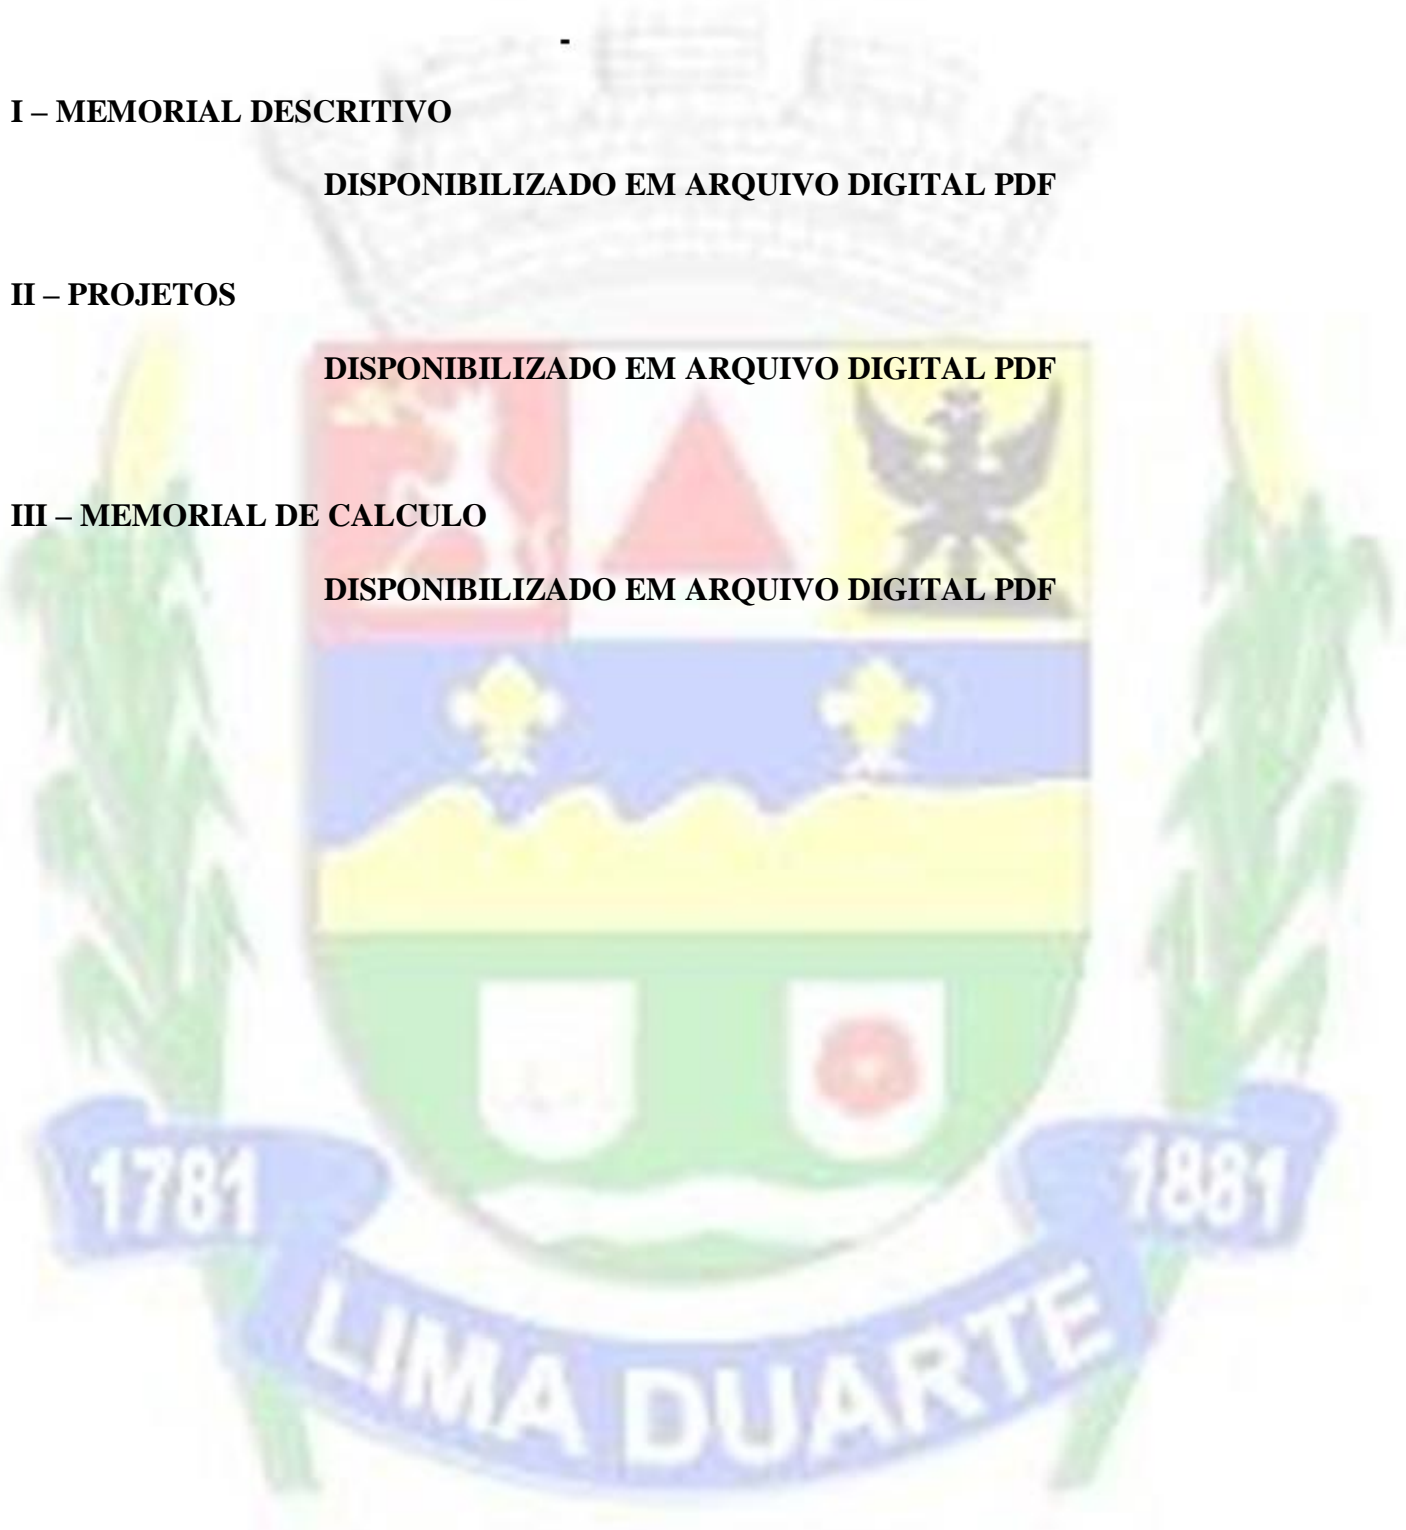 -
I – MEMORIAL DESCRITIVO
DISPONIBILIZADO EM ARQUIVO DIGITAL PDF
II – PROJETOS
DISPONIBILIZADO EM ARQUIVO DIGITAL PDF
III – MEMORIAL DE CALCULO
DISPONIBILIZADO EM ARQUIVO DIGITAL PDF
1781
1881
LIMA DUARTE